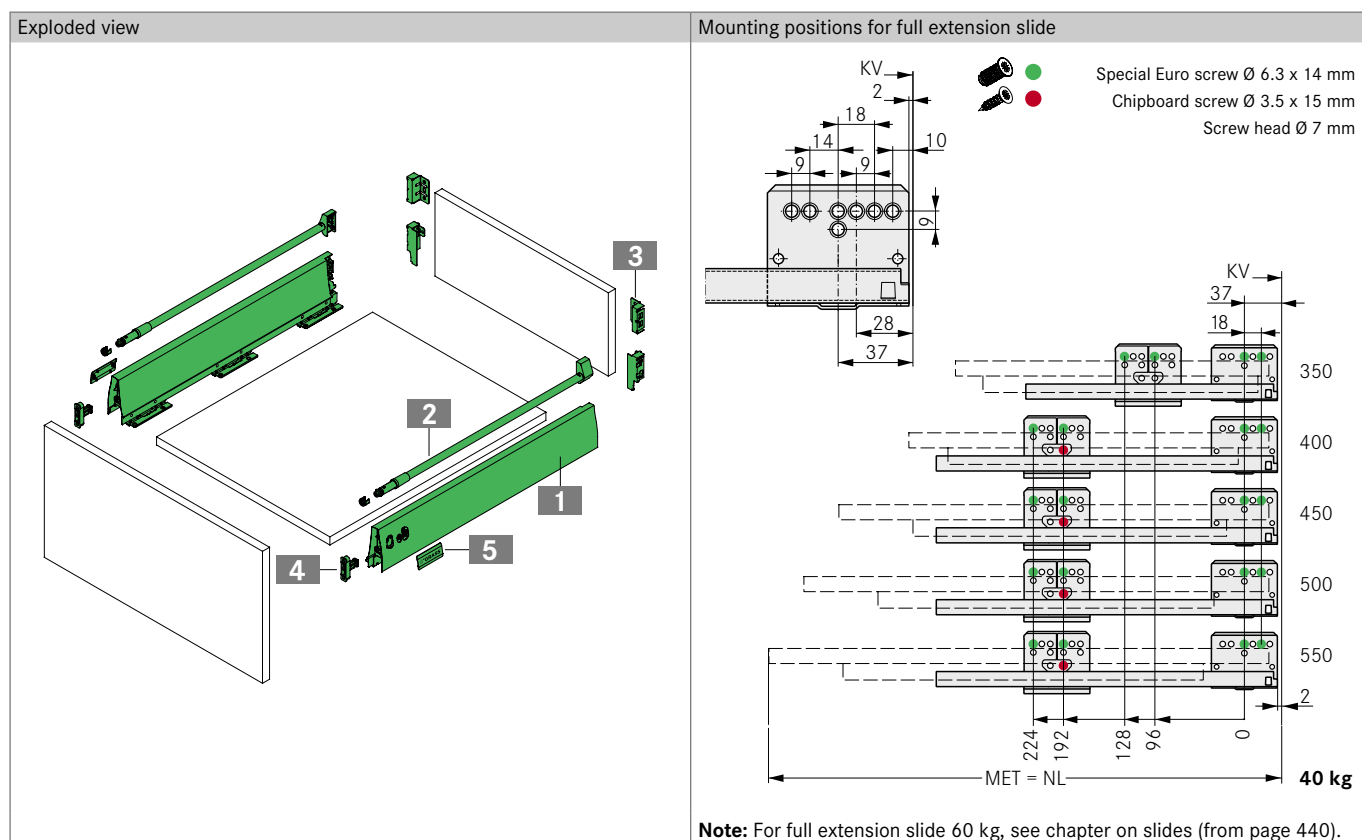 Exploded view
3
2
1
5
4
Mounting positions for full extension slide
KV
2
18
14
10
9
9
9
28
37
Special Euro screw Ø 6.3 x 14 mm
Chipboard screw Ø 3.5 x 15 mm
Screw head Ø 7 mm
KV
37
18
350
400
450
500
550
2
224
192
128
96
0
MET = NL
40 kg
Note: For full extension slide 60 kg, see chapter on slides (from page 440).